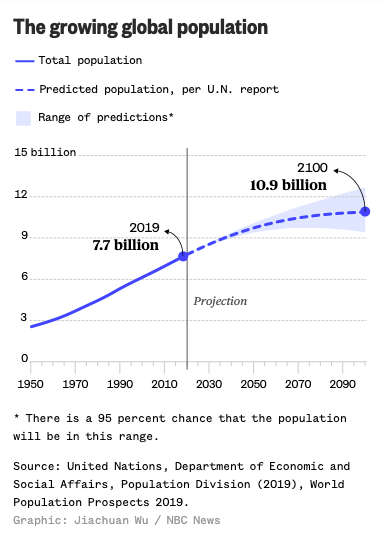 The growing global population
Total population
Predicted population, per U.N. report
Range of predictions*
15 billion
2100
10.9 billion
12
2019
7.7 billion
9
6
Projection
3
0
1950 1970 1990 2010 2030 2050 2070 2090
* There is a 95 percent chance that the population
will be in this range.
Source: United Nations, Department of Economic and
Social Affairs, Population Division (2019), World
Population Prospects 2019.
Graphic: Jiachuan Wu / NBC News